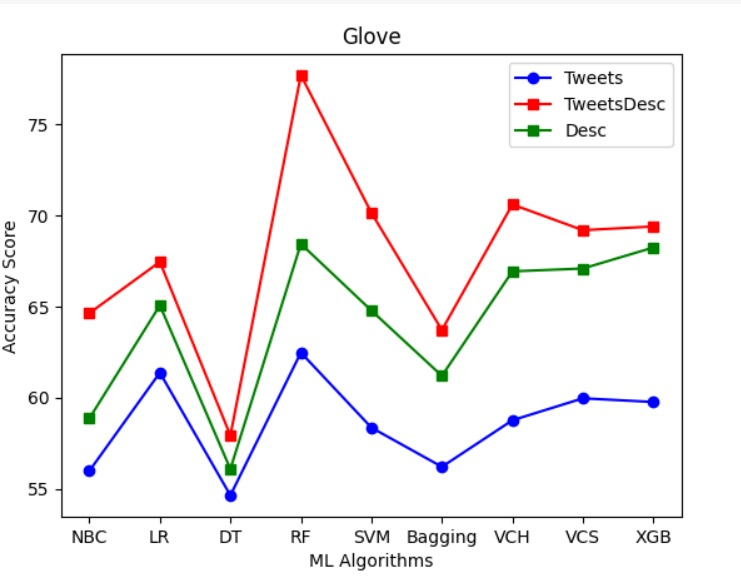 Glove
Tweets
TweetsDesc
Desc
75
70
65
60
55
Accuracy Score
NBC LR DT RF SVM Bagging VCH VCS XGB
ML Algorithms